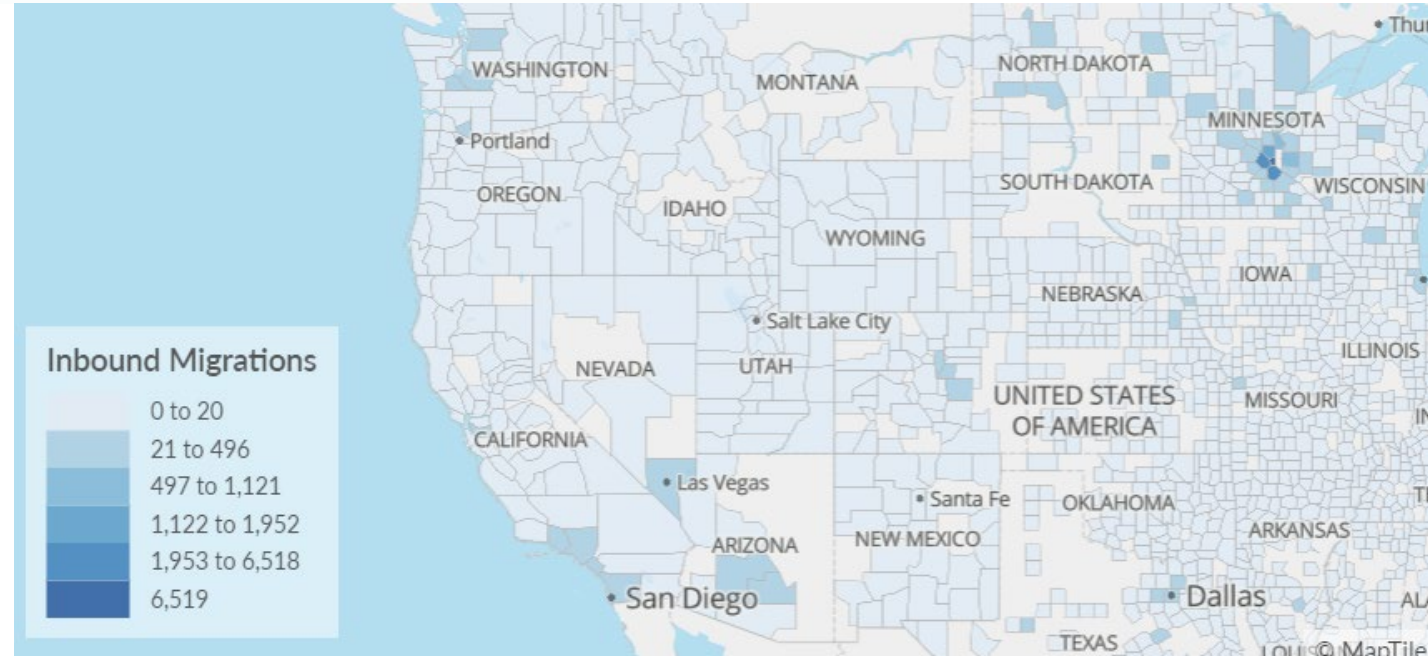 Thu
NORTH DAKOTA
WASHINGTON
MONTANA
MINNESOTA
Portland
SOUTH DAKOTA
WISCONSIN
OREGON
IDAHO
WYOMING
IOWA
NEBRASKA
Salt Lake City
ILLINOIS
NEVADA
UTAH
UNITED STATES
OF AMERICA
MISSOURI
IN
CALIFORNIA
Las Vegas
Santa Fe
OKLAHOMA
T
ARKANSAS
ARIZONA
NEW MEXICO
San Diego
Dallas
AL
TEXAS
© MapTile
Inbound Migrations
0 to 20
21 to 496
497 to 1,121
1,122 to 1,952
1,953 to 6,518
6,519